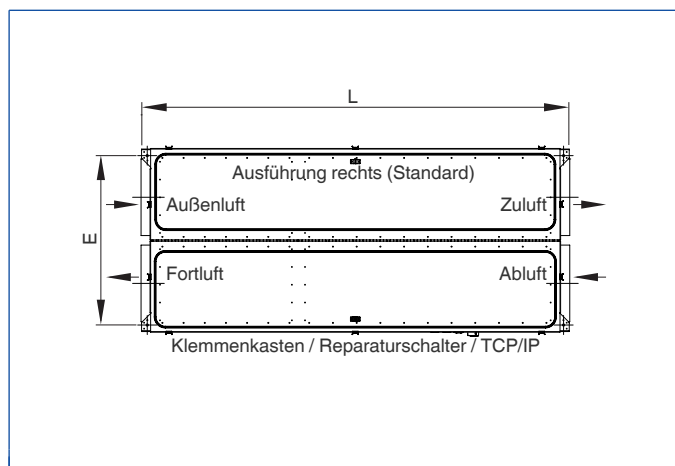 L
Ausführung rechts (Standard)
Außenluft Zuluft
E
Fortluft Abluft
Klemmenkasten / Reparaturschalter / TCP/IP